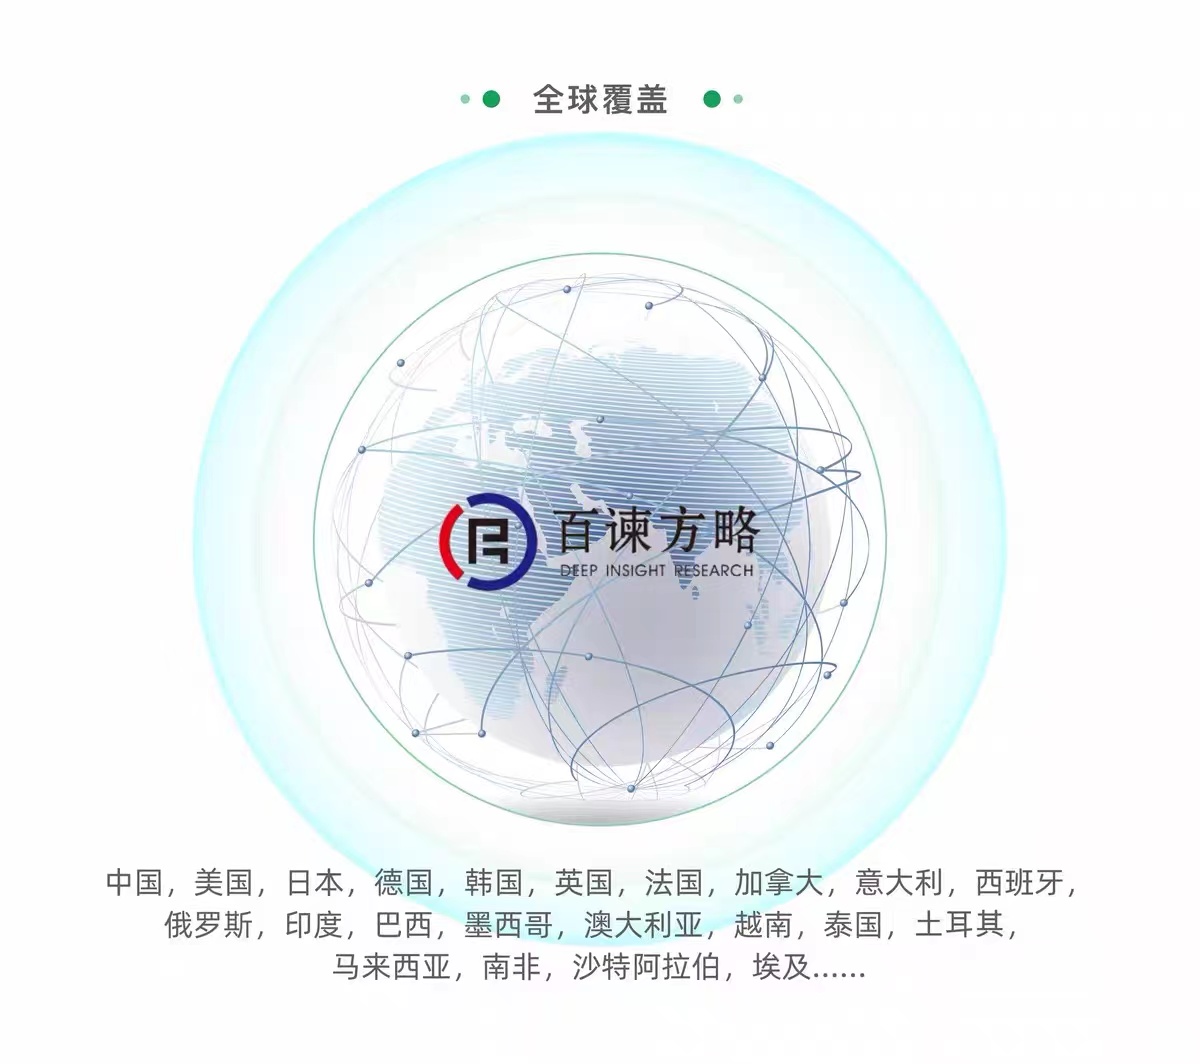 全球覆盖
百谏方略
DEEP INSIGHT RESEARCH
中国，美国，日本，德国，韩国，英国，法国，加拿大，意大利，西班牙，
俄罗斯，印度，巴西，墨西哥，澳大利亚，越南，泰国，土耳其，
马来西亚，南非，沙特阿拉伯，埃及......